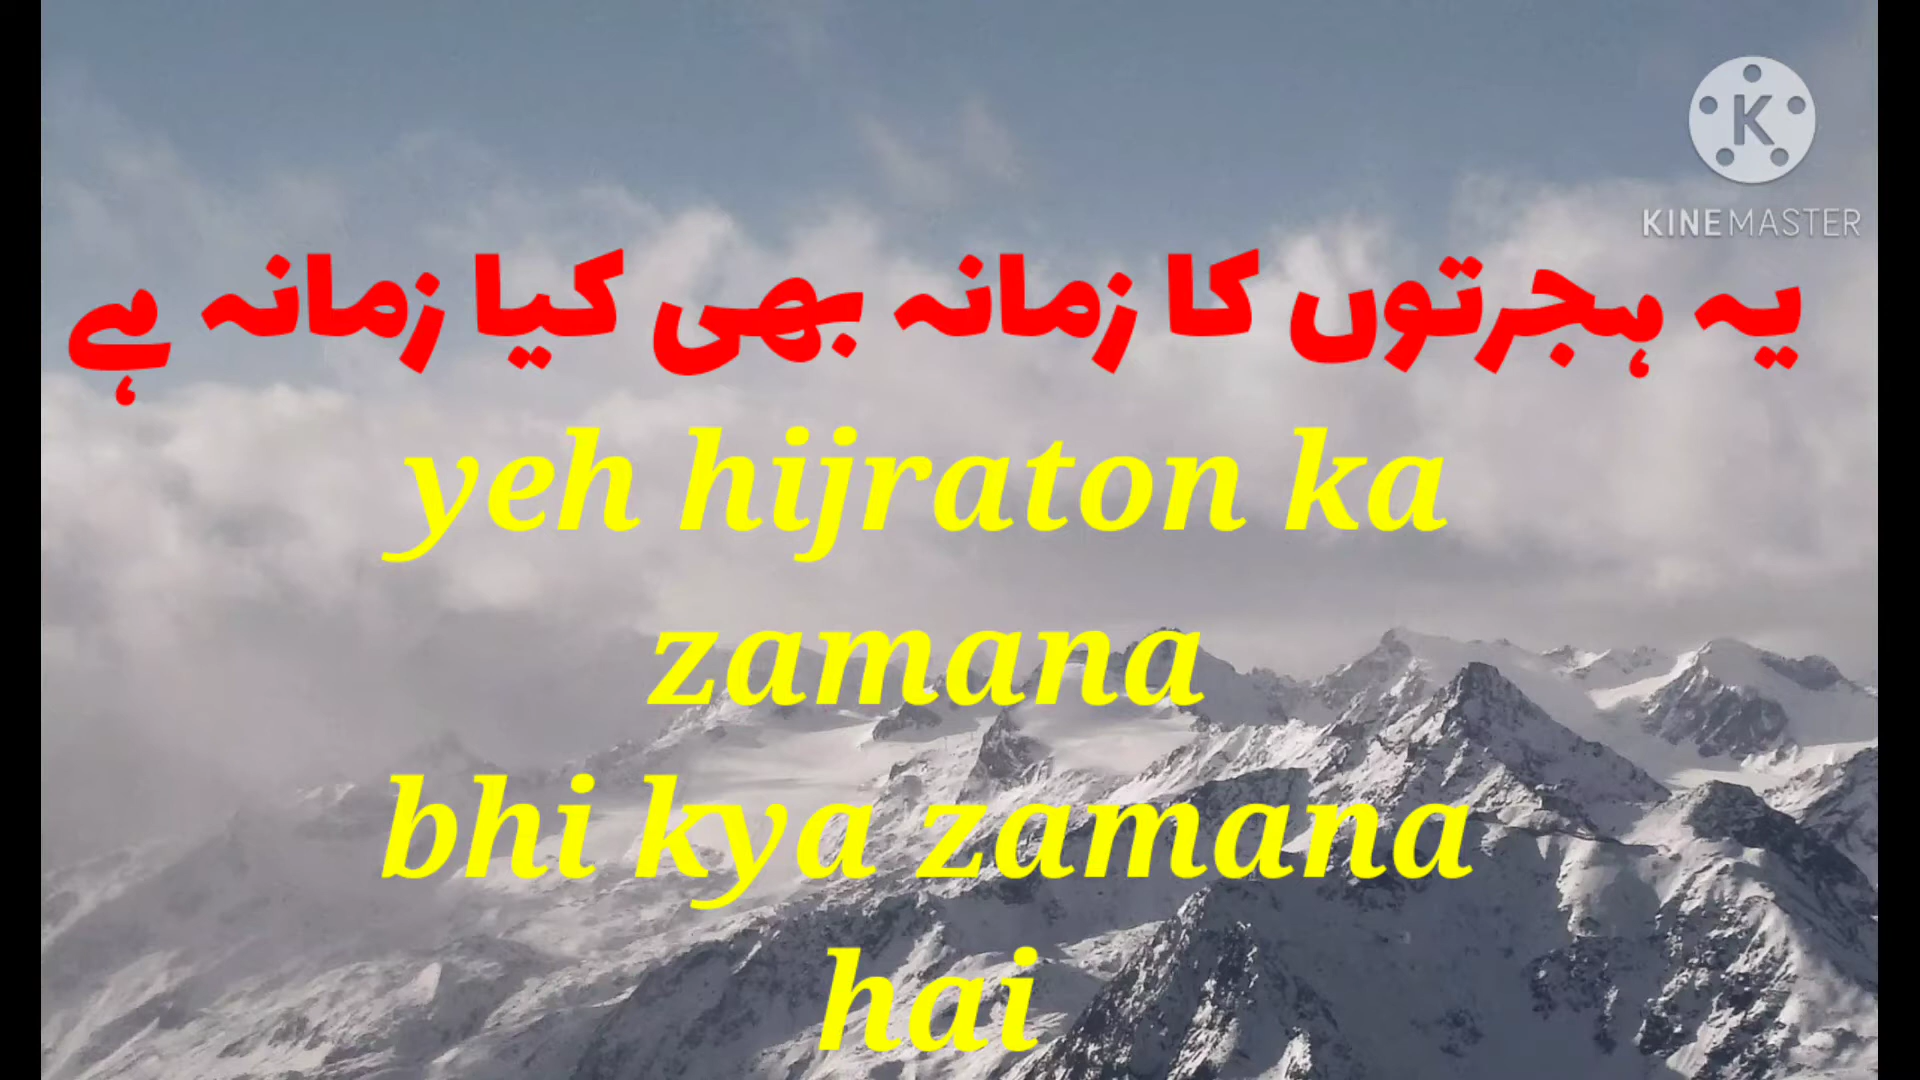 K
KINEMASTER
یہ ہجرتوں کا زمانہ بھی کیا زمانہ ہے
yeh hijraton ka
zamana
bhi kya zamana
hai